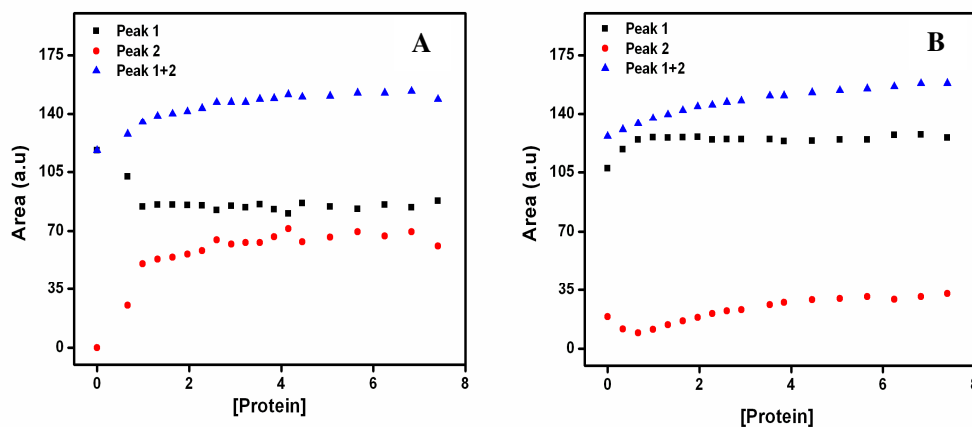 A
Peak 1
Peak 2
Peak 1+2
175
140
105
70
35
0
Area (a.u)
0 2 4 6 8
[Protein]
B
Peak 1
Peak 2
Peak 1+2
175
140
105
70
35
0
Area (a.u)
0 2 4 6 8
[Protein]